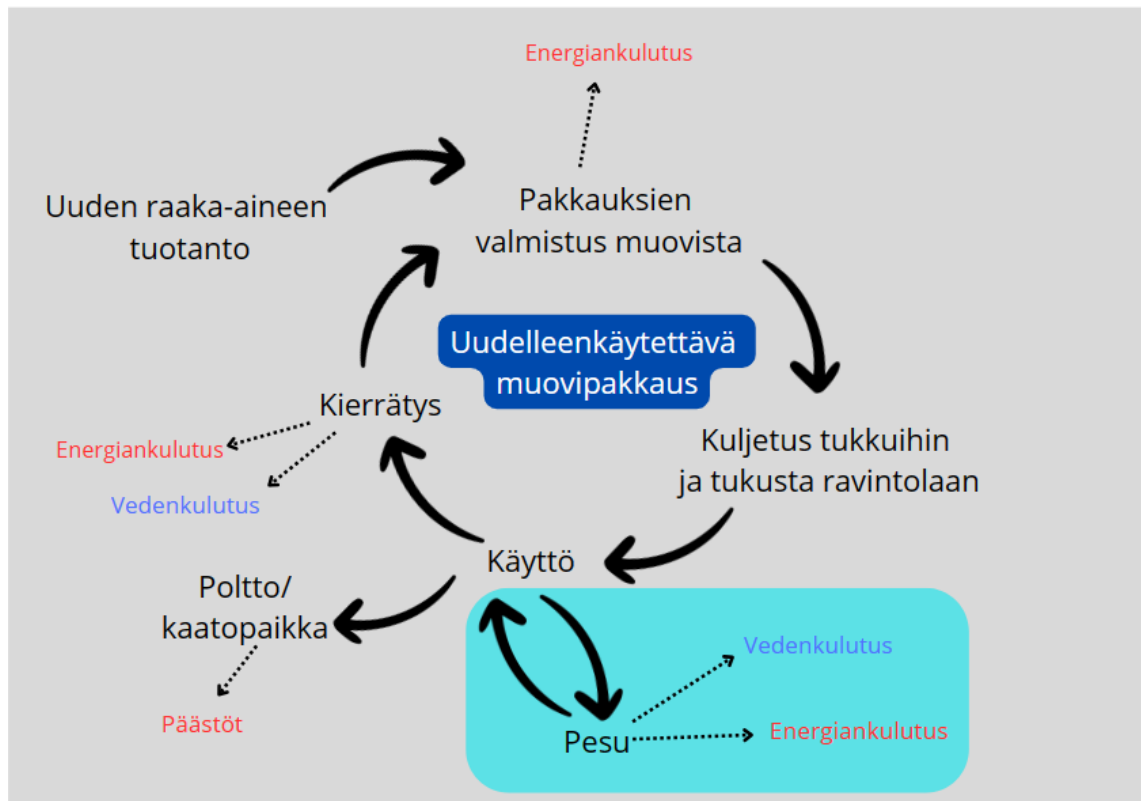 Energiankulutus
Uuden raaka-aineen
tuotanto
Pakkauksien
valmistus muovista
Uudelleenkäytettävä
muovipakkaus
Kierrätys
Energiankulutus
Vedenkulutus
Kuljetus tukkuihin
ja tukusta ravintolaan
Käyttö
Poltto/
kaatopaikka
Päästöt
Pesu
Vedenkulutus
Energiankulutus